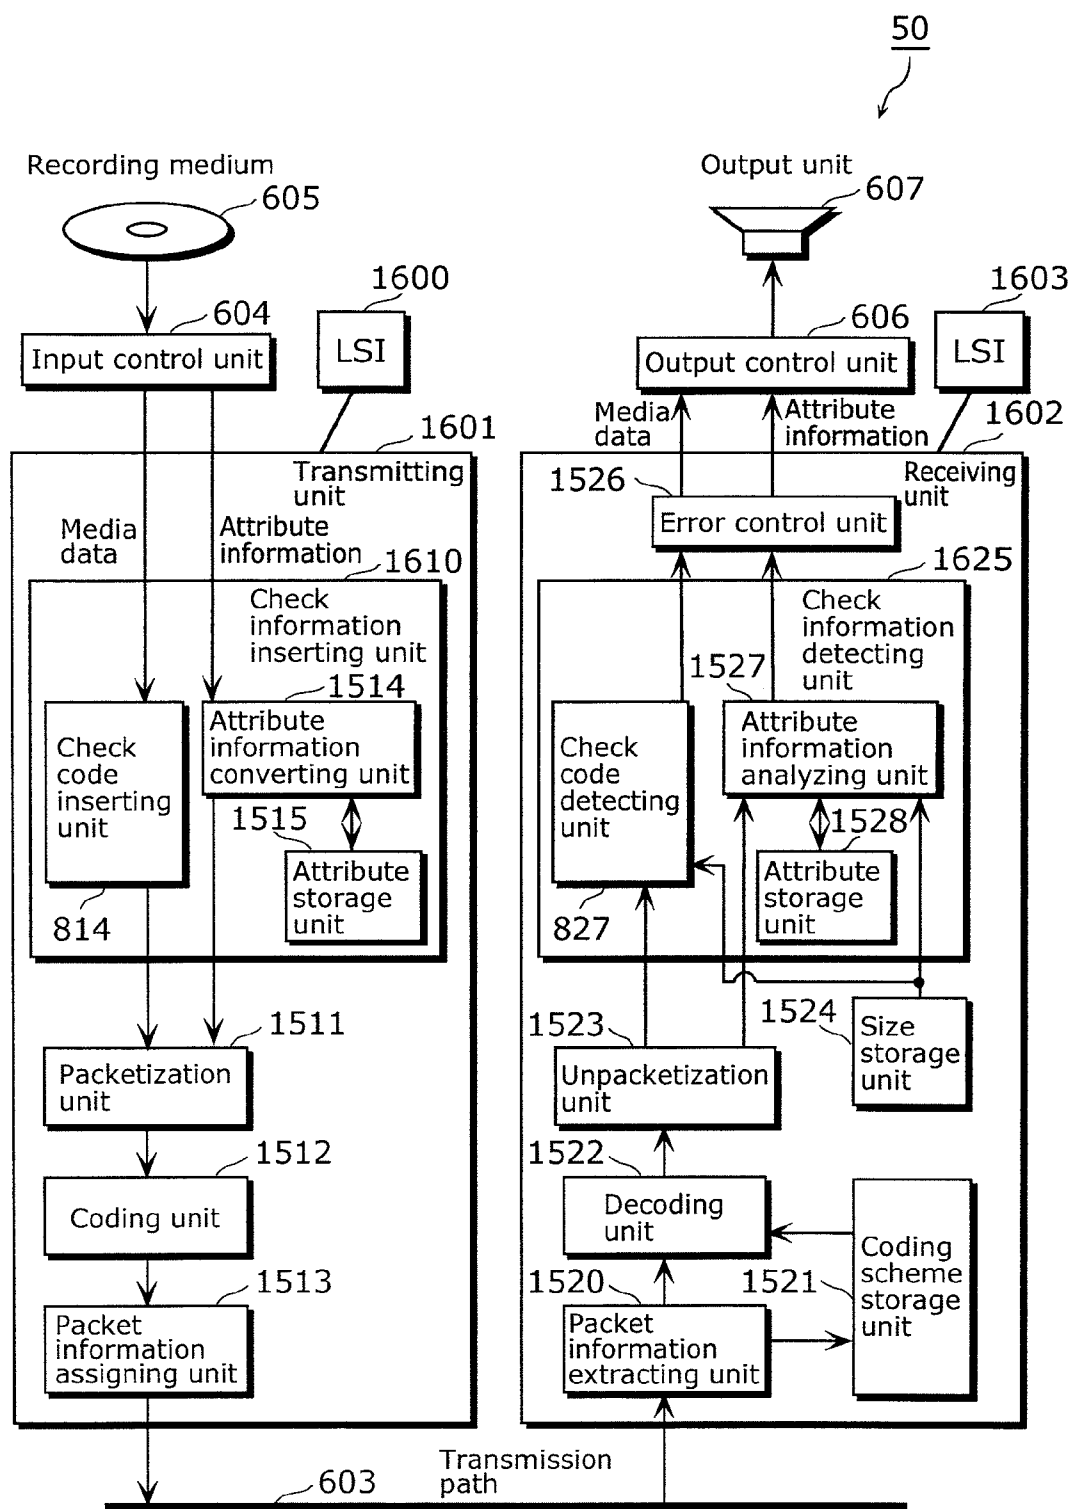 50
Recording medium
605
Output unit
607
1600
LSI
604
Input control unit
1603
LSI
606
Output control unit
Media
data
Attribute
information
1601
Transmitting
unit
Media
data
Attribute
information
1610
Check
information
inserting unit
1514
Attribute
information
converting unit
Check
code
inserting
unit
1515
Attribute
storage
unit
814
1511
Packetization
unit
1512
Coding unit
1513
Packet
information
assigning unit
1602
Receiving
unit
1526
Error control unit
1625
Check
information
detecting
unit
1527
Attribute
information
analyzing unit
Check
code
detecting
unit
1528
Attribute
storage
unit
827
1524
Size
storage
unit
1523
Unpacketization
unit
1522
Decoding
unit
1521
Coding
scheme
storage
unit
1520
Packet
information
extracting unit
Transmission
path
603